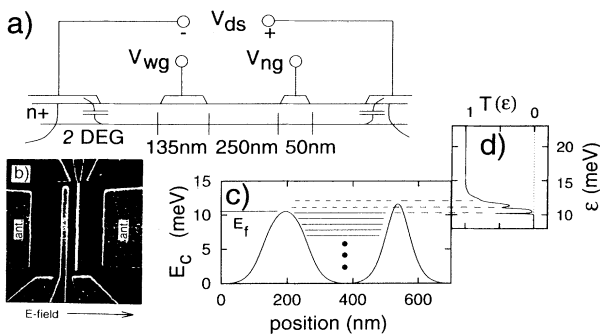 a)
V_ds
- +
V_wg V_ng
n+
2 DEG
135nm 250nm 50nm
b)
ant.
ant.
E-field
c)
15
10
5
0
E_c (meV)
E_f
0 200 400 600
position (nm)
d)
1 T(ε) 0
20
15
10
ε (meV)